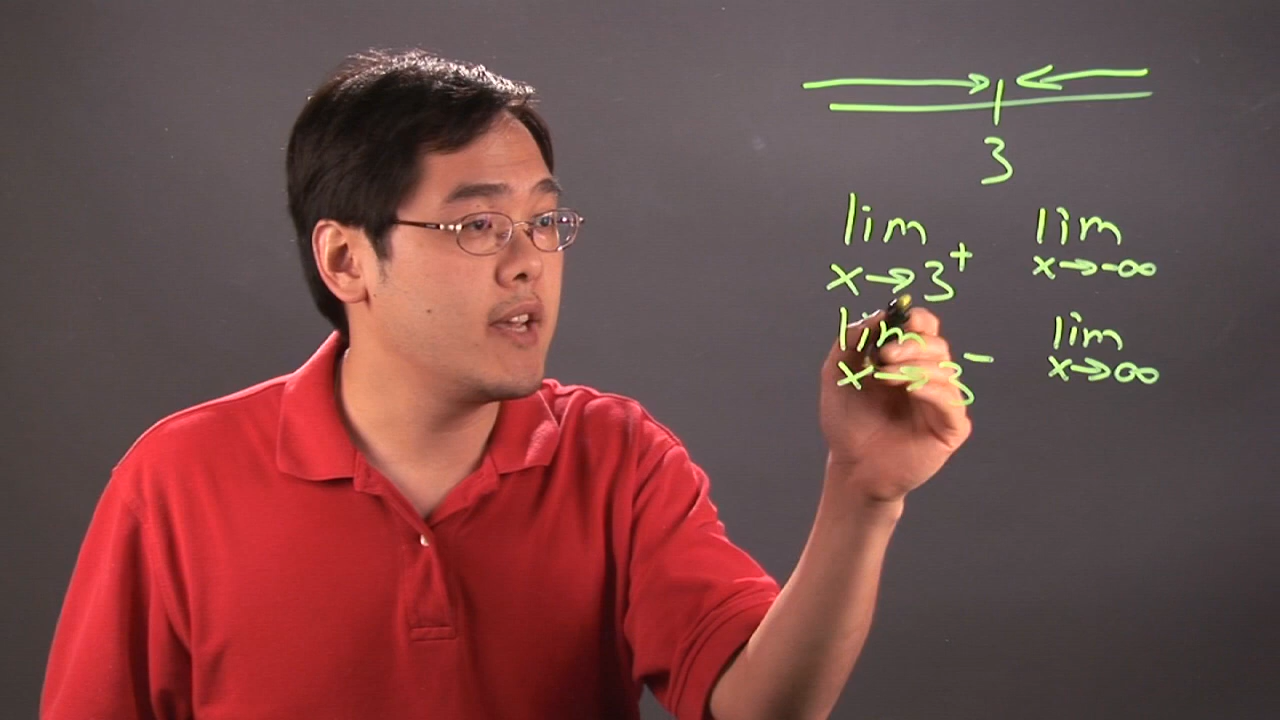 3
lim lim
x→3⁺ x→-∞
lim lim
x→3⁻ x→∞